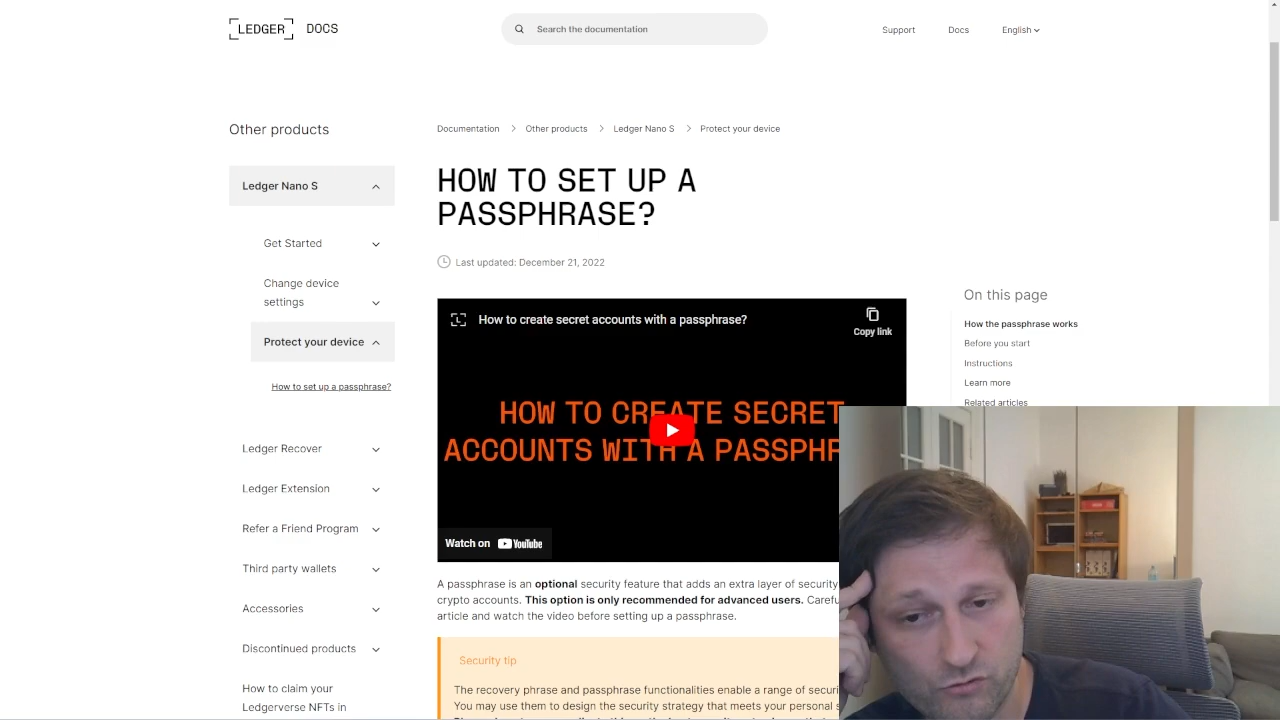 LEDGER DOCS
Search the documentation
Support
Docs
English
Other products
Documentation
Other products
Ledger Nano S
Protect your device
Ledger Nano S
Get Started
Change device
settings
Protect your device
How to set up a passphrase?
Ledger Recover
Ledger Extension
Refer a Friend Program
Third party wallets
Accessories
Discontinued products
How to claim your
Ledgerverse NFTs in
HOW TO SET UP A
PASSPHRASE?
Last updated: December 21, 2022
How to create secret accounts with a passphrase?
Copy link
HOW TO CREATE SECRET
ACCOUNTS WITH A PASSPHR
Watch on YouTube
A passphrase is an optional security feature that adds an extra layer of security
crypto accounts. This option is only recommended for advanced users. Carefu
article and watch the video before setting up a passphrase.
Security tip
The recovery phrase and passphrase functionalities enable a range of securi
You may use them to design the security strategy that meets your personal s
On this page
How the passphrase works
Before you start
Instructions
Learn more
Related articles